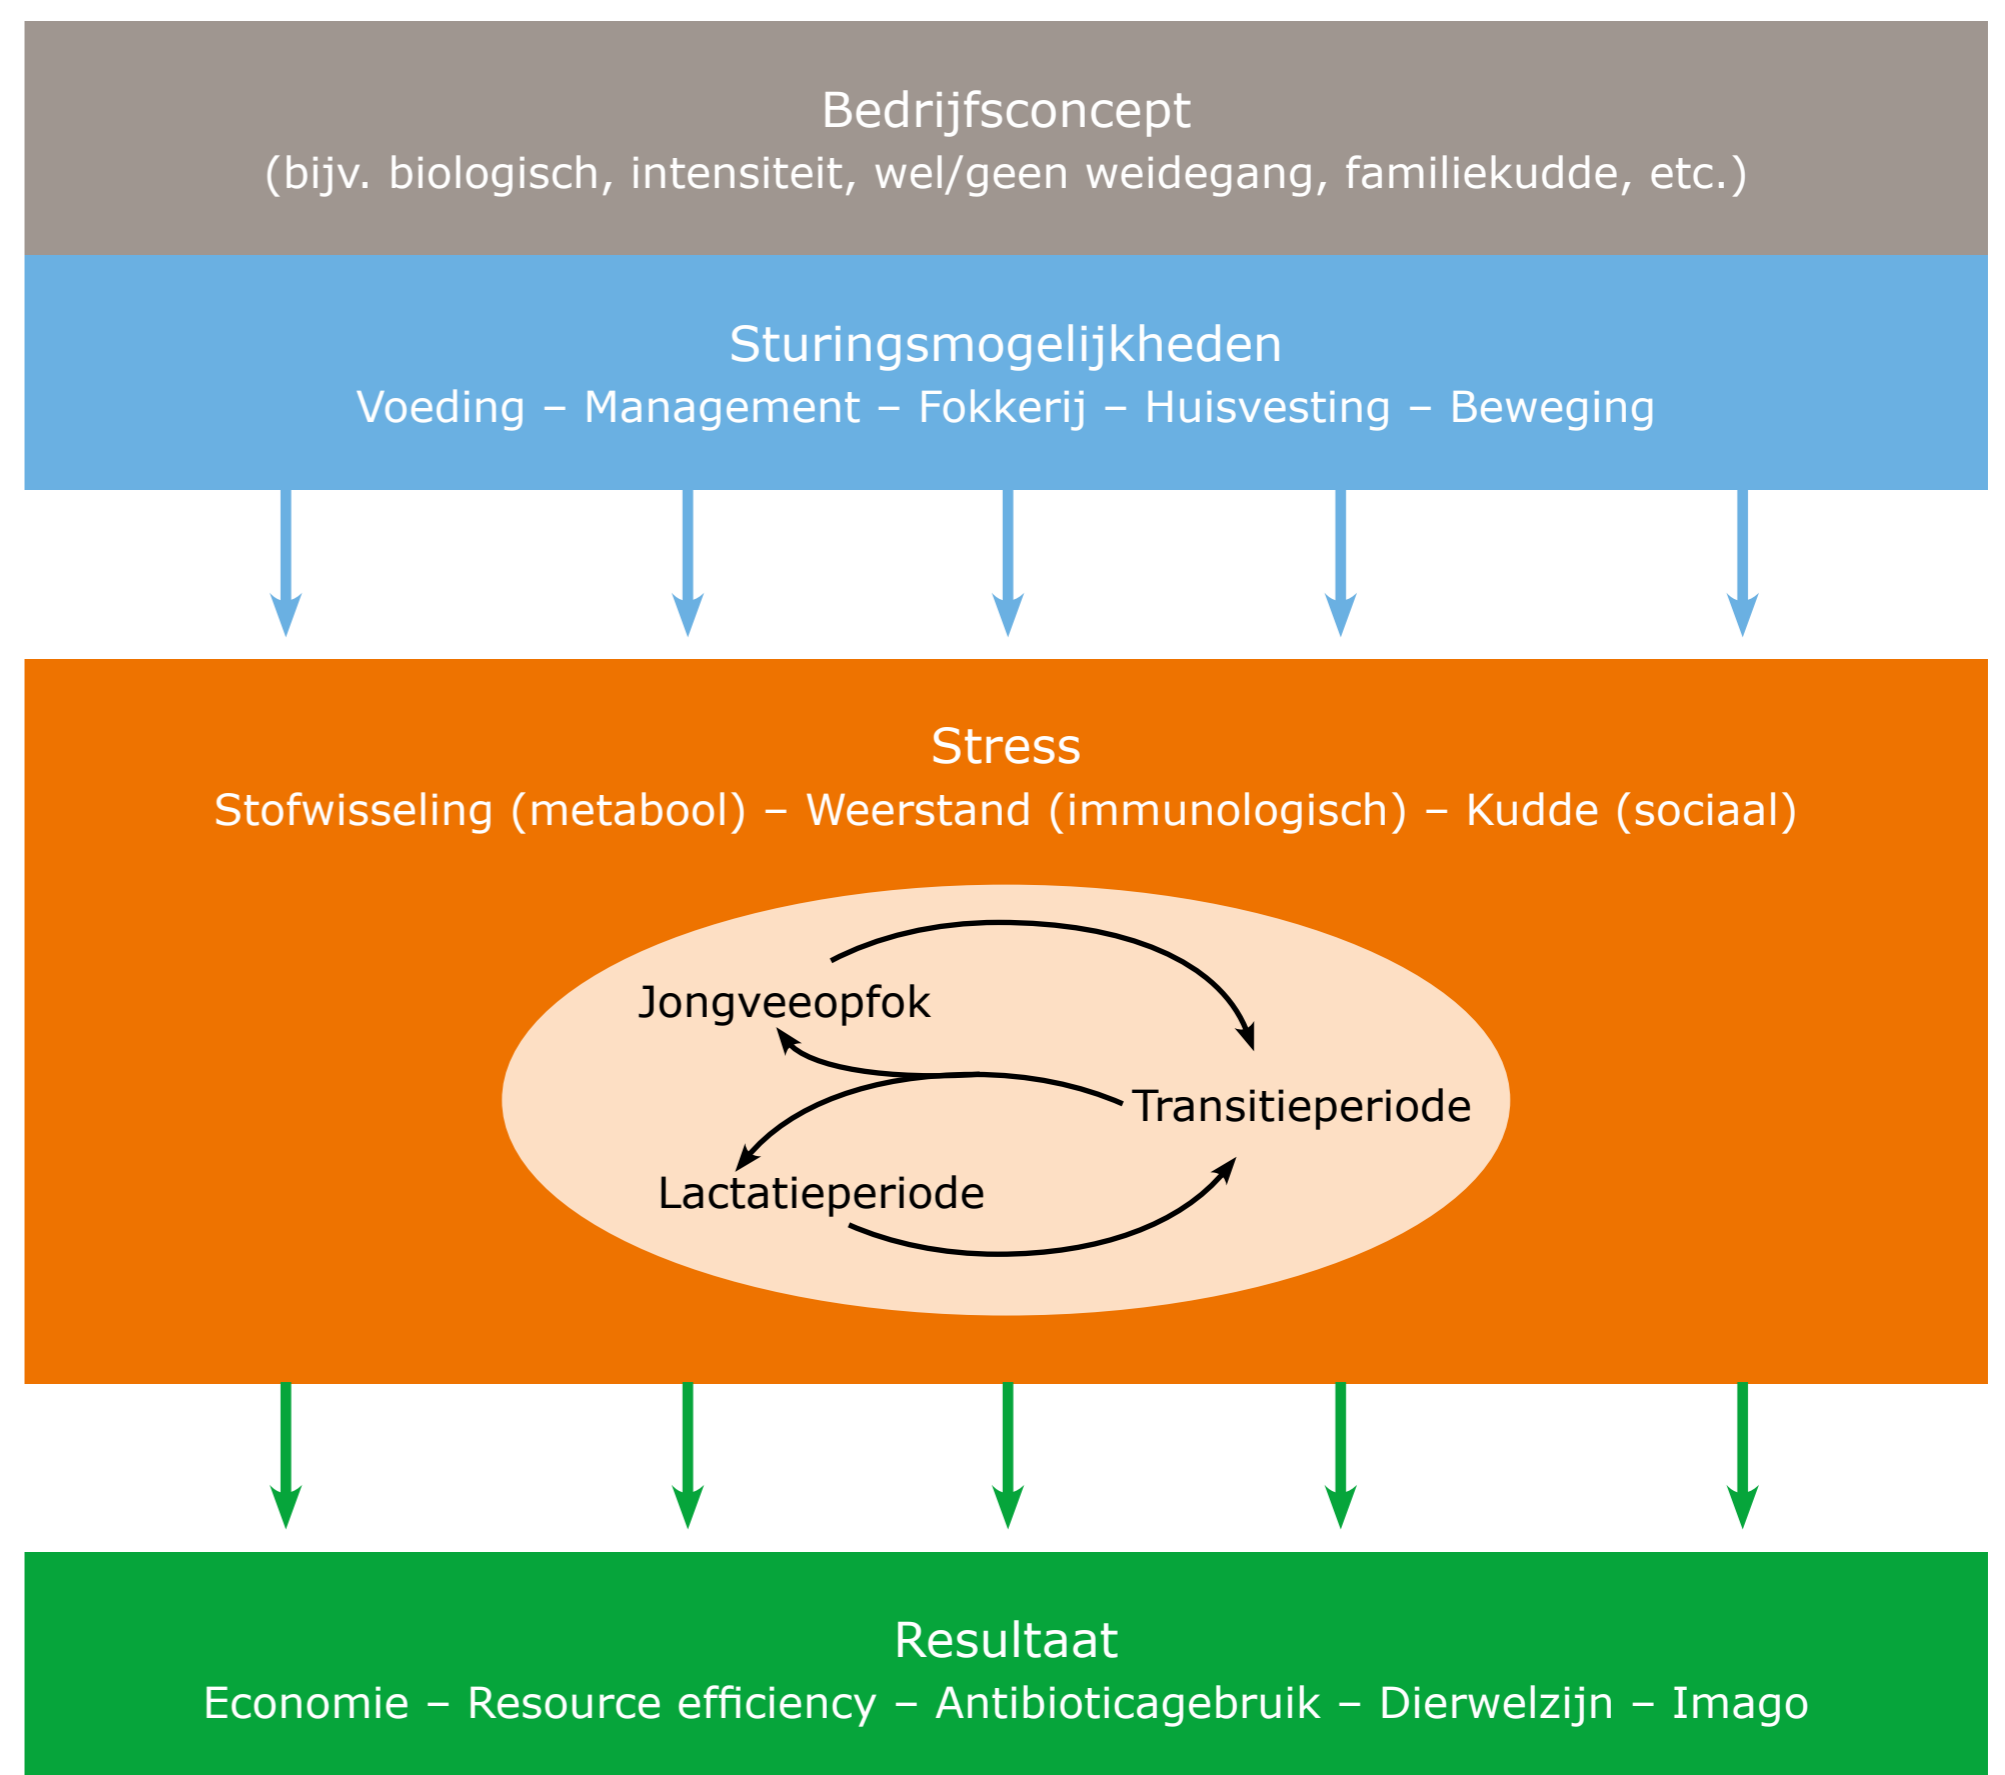 Bedrijfsconcept
(bijv. biologisch, intensiteit, wel/geen weidegang, familiekudde, etc.)
Sturingsmogelijkheden
Voeding – Management – Fokkerij – Huisvesting – Beweging
Stress
Stofwisseling (metabool) – Weerstand (immunologisch) – Kudde (sociaal)
Jongveeopfok
Transitieperiode
Lactatieperiode
Resultaat
Economie – Resource efficiency – Antibioticagebruik – Dierwelzijn – Imago